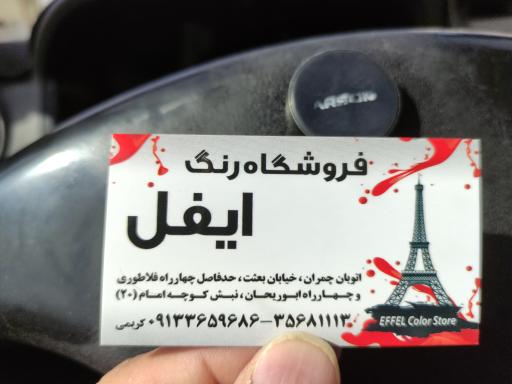 فروشگاه رنگ
ایفل
اتوبان چمران ، خیابان بعثت ، حدفاصل چهارراه فلاطوری
و چهارراه ابوریحان ، نبش کوچه امام (۲۰)
۰۹۱۳۳۶۵۹۶۸۶-۳۵۶۸۱۱۱۳ کریمی
EFFEL Color Store